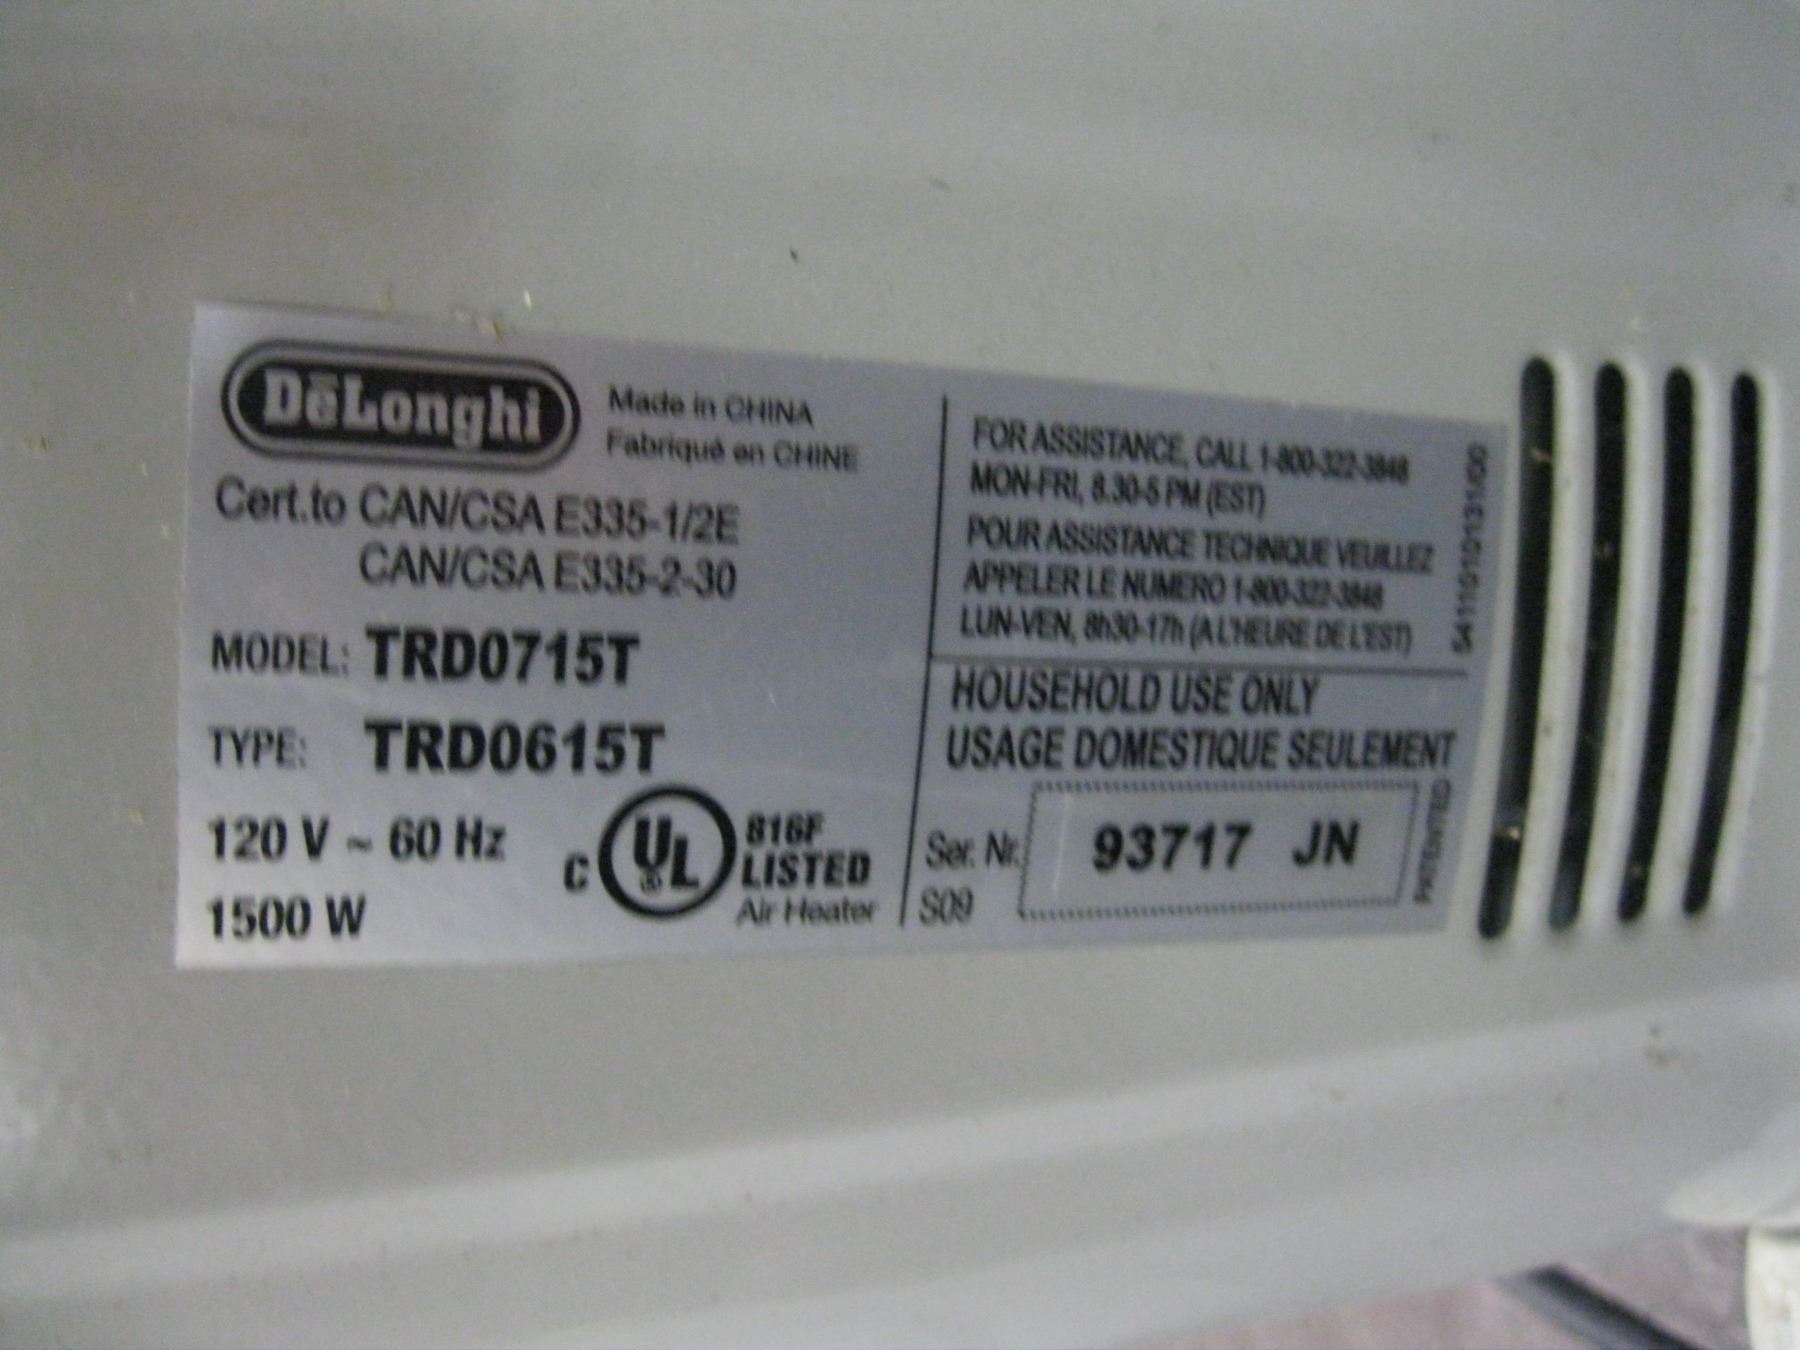 DeLonghi
Made in CHINA
Fabriqué en CHINE
Cert.to CAN/CSA E335-1/2E
CAN/CSA E335-2-30
MODEL: TRD0715T
TYPE: TRD0615T
120 V ~ 60 Hz
1500 W
C UL ® 816F
LISTED
Air Heater
FOR ASSISTANCE, CALL 1-800-322-3848
MON-FRI, 8.30-5 PM (EST)
POUR ASSISTANCE TECHNIQUE VEUILLEZ
APPELER LE NUMERO 1-800-322-3848
LUN-VEN, 8h30-17h (A L'HEURE DE L'EST)
5411010131/00
HOUSEHOLD USE ONLY
USAGE DOMESTIQUE SEULEMENT
Ser. Nr. 93717 JN
S09
PATENTED